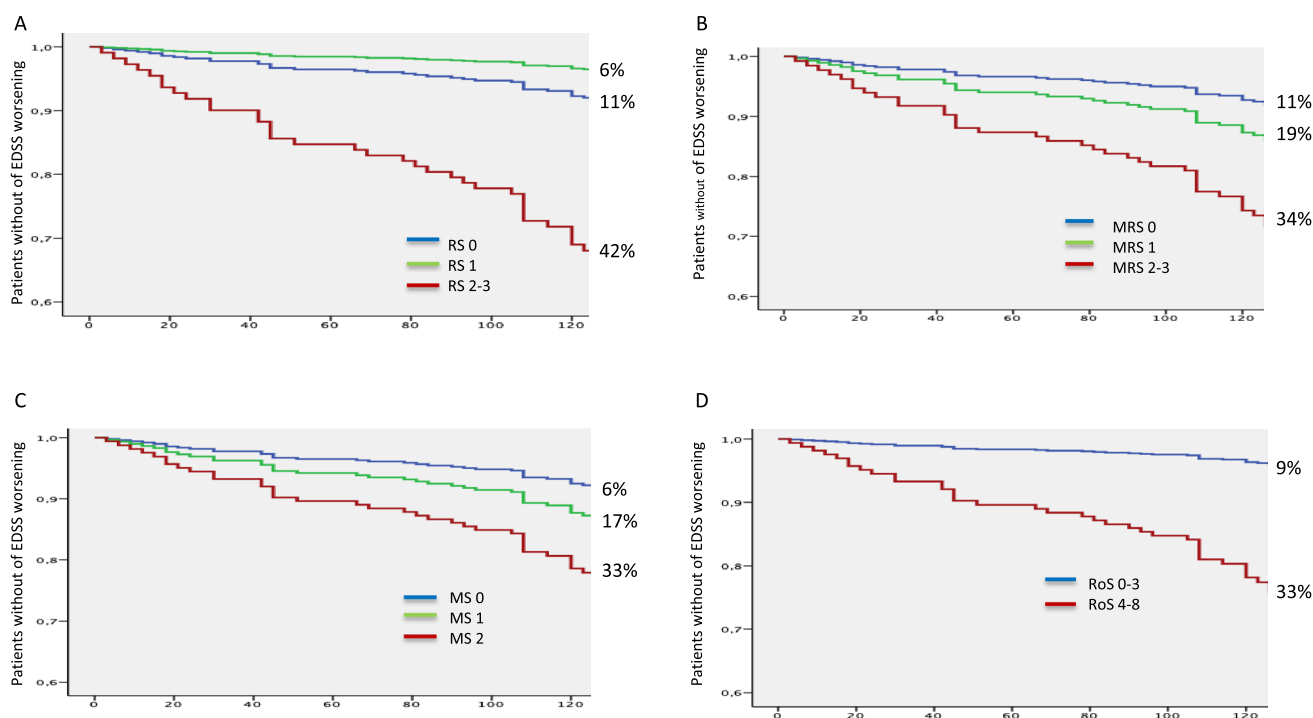 A
Patients without of EDSS worsening
1,0
0,9
0,8
0,7
0,6
0 20 40 60 80 100 120
6%
11%
42%
RS 0
RS 1
RS 2-3
B
Patients without of EDSS worsening
1,0
0,9
0,8
0,7
0,6
0 20 40 60 80 100 120
11%
19%
34%
MRS 0
MRS 1
MRS 2-3
C
Patients without of EDSS worsening
1,0
0,9
0,8
0,7
0,6
0 20 40 60 80 100 120
6%
17%
33%
MS 0
MS 1
MS 2
D
Patients without of EDSS worsening
1,0
0,9
0,8
0,7
0,6
0 20 40 60 80 100 120
9%
33%
RoS 0-3
RoS 4-8